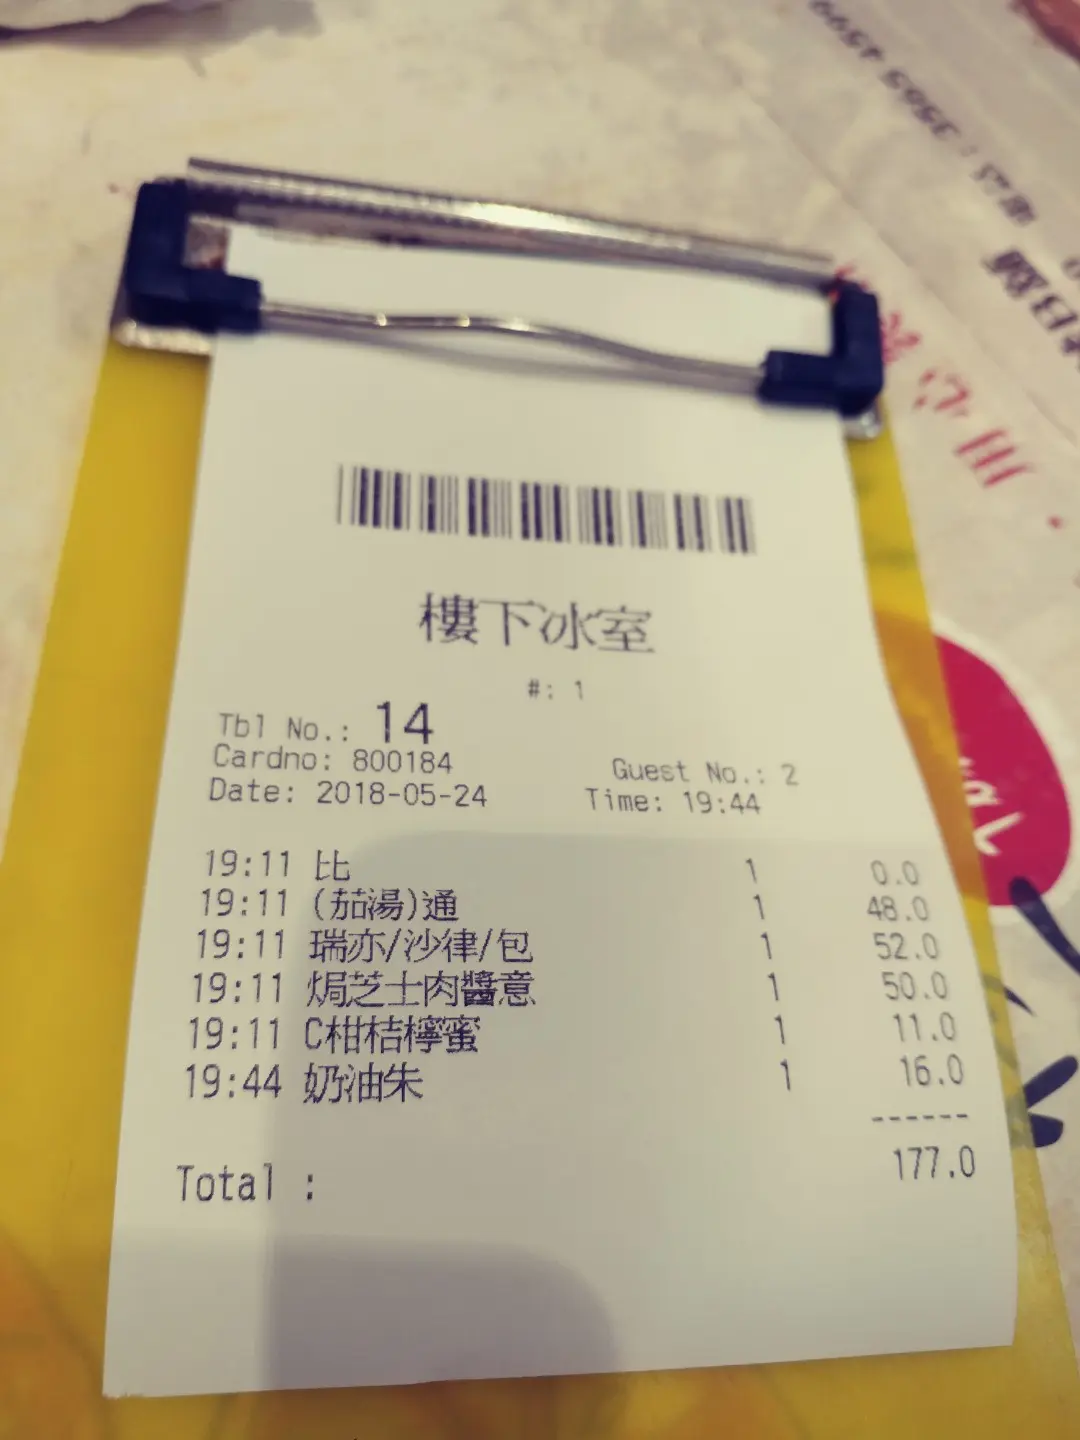 樓下冰室
#: 1
Tbl No.: 14
Cardno: 800184 Guest No.: 2
Date: 2018-05-24 Time: 19:44
19:11 比 1 0.0
19:11 (茄湯)通 1 48.0
19:11 瑞亦/沙律/包 1 52.0
19:11 焗芝士肉醬意 1 50.0
19:11 C柑桔檸蜜 1 11.0
19:44 奶油朱 1 16.0
------
Total : 177.0